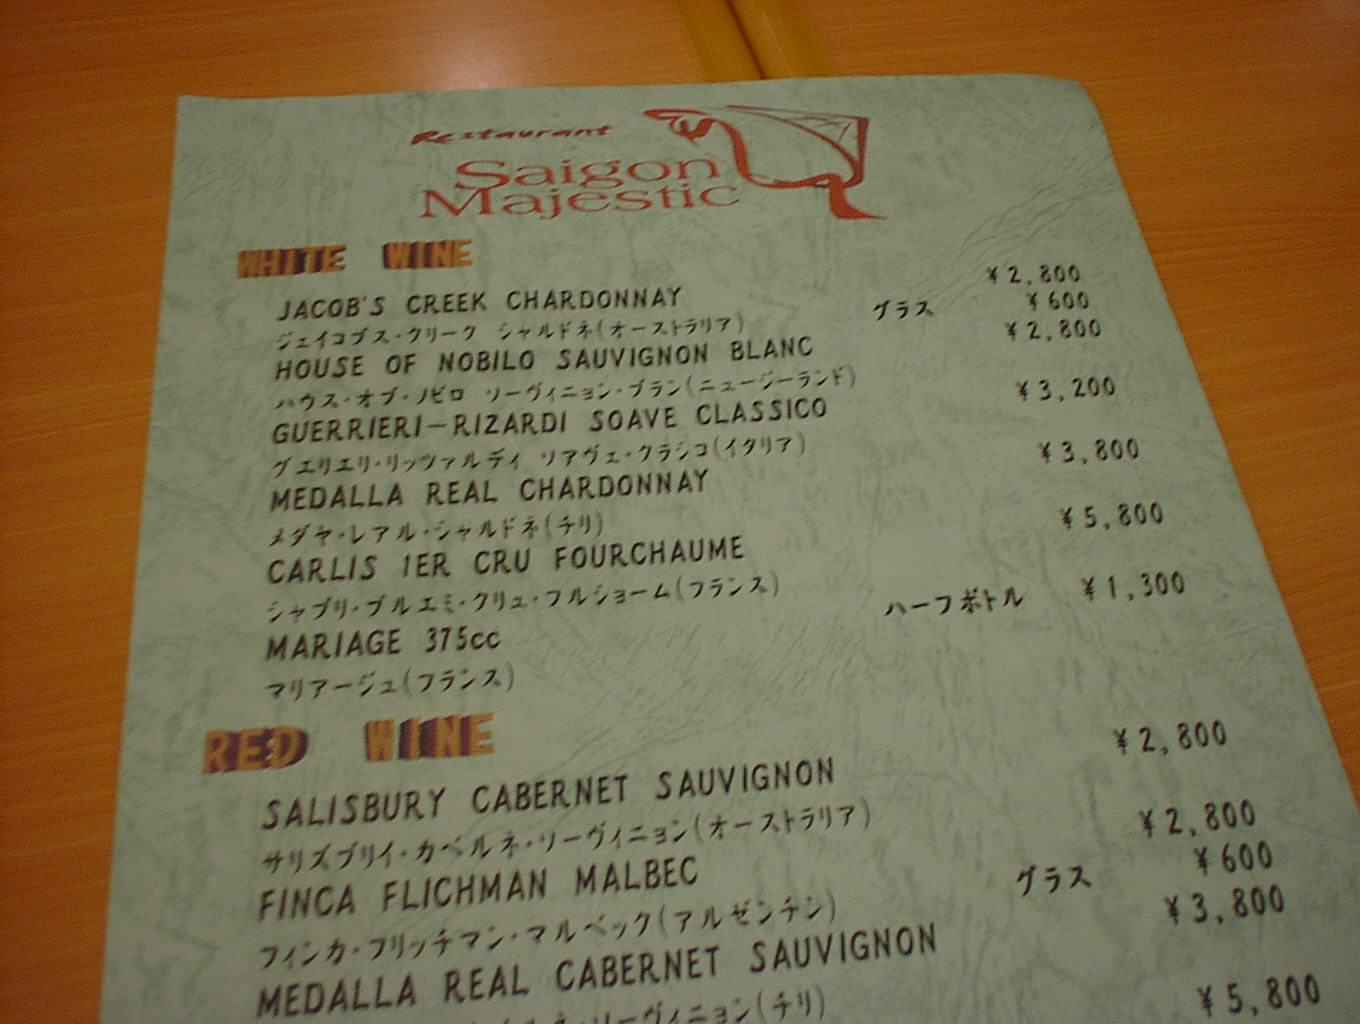 Restaurant
Saigon
Majestic
WHITE WINE
JACOB'S CREEK CHARDONNAY ¥2,800
ジェイコブス・クリーク シャルドネ(オーストラリア) グラス ¥600
HOUSE OF NOBILO SAUVIGNON BLANC ¥2,800
ハウス・オブ・ノビロ ソーヴィニョン・ブラン(ニュージーランド)
GUERRIERI-RIZARDI SOAVE CLASSICO ¥3,200
グエリエリ・リッツァルディ ソアヴェ・クラシコ(イタリア)
MEDALLA REAL CHARDONNAY ¥3,800
メダヤ・レアル・シャルドネ(チリ)
CARLIS 1ER CRU FOURCHAUME ¥5,800
シャブリ・プルエミ・クリュ・フルショーム(フランス)
MARIAGE 375cc ハーフボトル ¥1,300
マリアージュ(フランス)
RED WINE
SALISBURY CABERNET SAUVIGNON ¥2,800
サリズブリイ・カベルネ・ソーヴィニョン(オーストラリア)
FINCA FLICHMAN MALBEC ¥2,800
フィンカ・フリッチマン・マルベック(アルゼンチン) グラス ¥600
MEDALLA REAL CABERNET SAUVIGNON ¥3,800
ルネ・ソーヴィニョン(チリ)
¥5,800